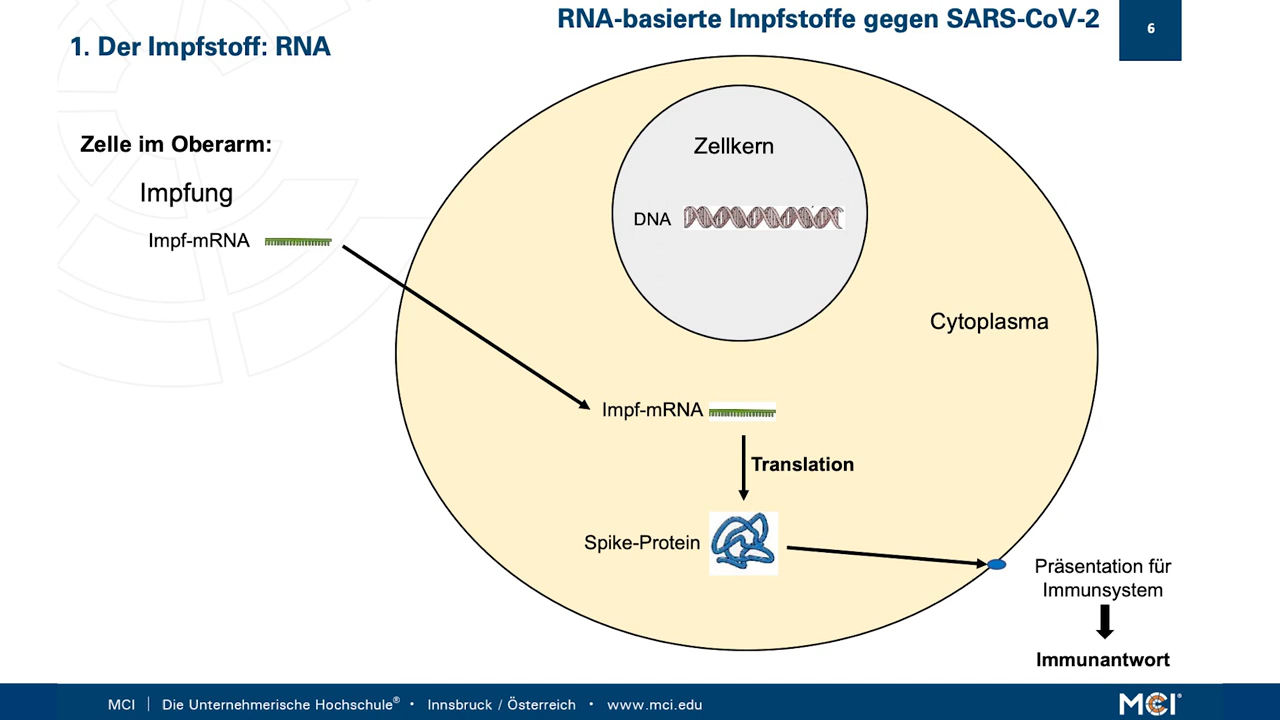 RNA-basierte Impfstoffe gegen SARS-CoV-2
6
1. Der Impfstoff: RNA
Zelle im Oberarm:
Impfung
Impf-mRNA
Zellkern
DNA
Cytoplasma
Impf-mRNA
Translation
Spike-Protein
Präsentation für
Immunsystem
Immunantwort
MCI | Die Unternehmerische Hochschule® • Innsbruck / Österreich • www.mci.edu
MCI®